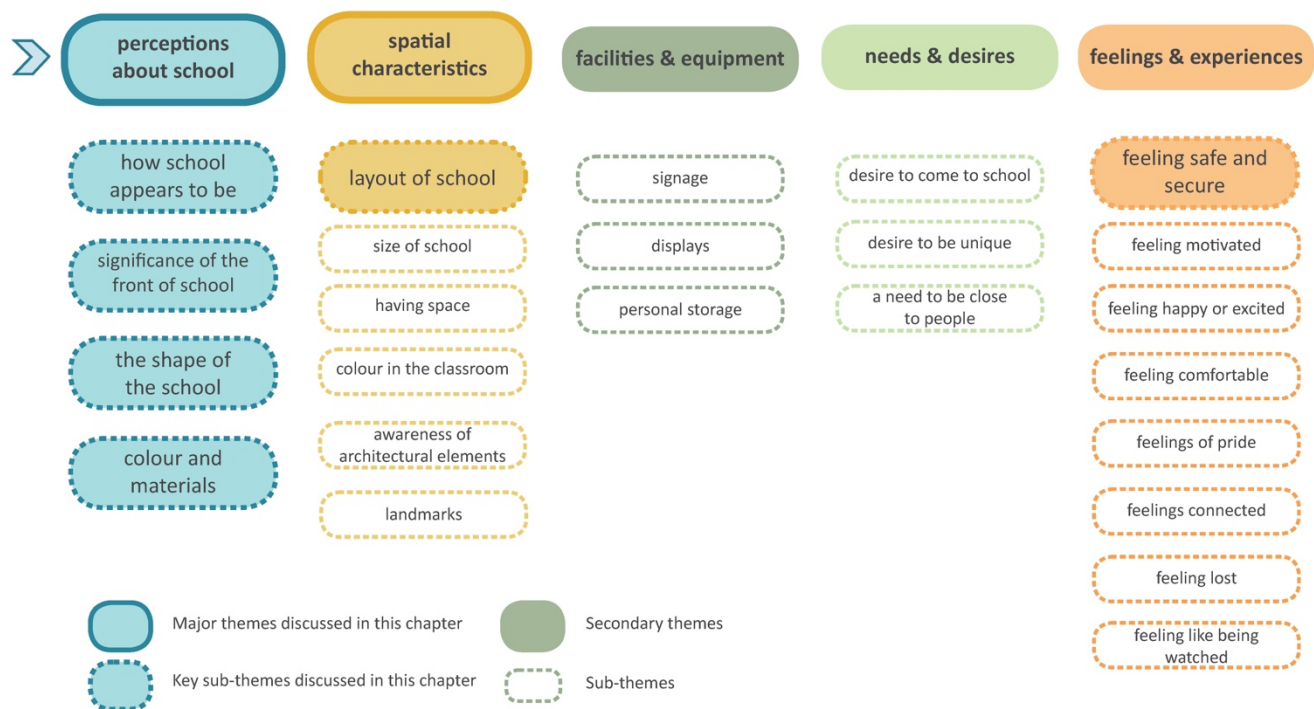 perceptions
about school
spatial
characteristics
facilities & equipment
needs & desires
feelings & experiences
how school
appears to be
significance of the
front of school
the shape of
the school
colour and
materials
layout of school
size of school
having space
colour in the classroom
awareness of
architectural elements
landmarks
signage
displays
personal storage
desire to come to school
desire to be unique
a need to be close
to people
feeling safe and
secure
feeling motivated
feeling happy or excited
feeling comfortable
feelings of pride
feelings connected
feeling lost
feeling like being
watched
Major themes discussed in this chapter
Key sub-themes discussed in this chapter
Secondary themes
Sub-themes